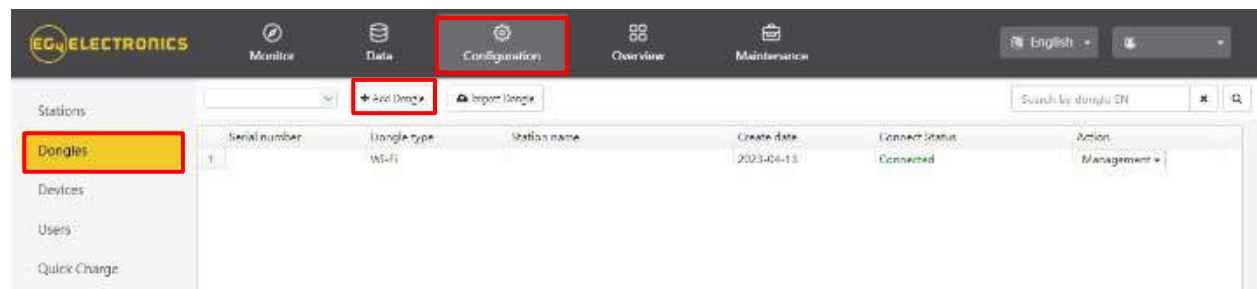 EG4 ELECTRONICS
Monitor
Data
Configuration
Overview
Maintenance
English
Stations
+ Add Dongle
Import Dongle
Search by dongle SN
Serial number Dongle type Station name Create date Connect Status Action
Dongles
1 Wi-Fi 2023-04-13 Connected Management
Devices
Users
Quick Charge